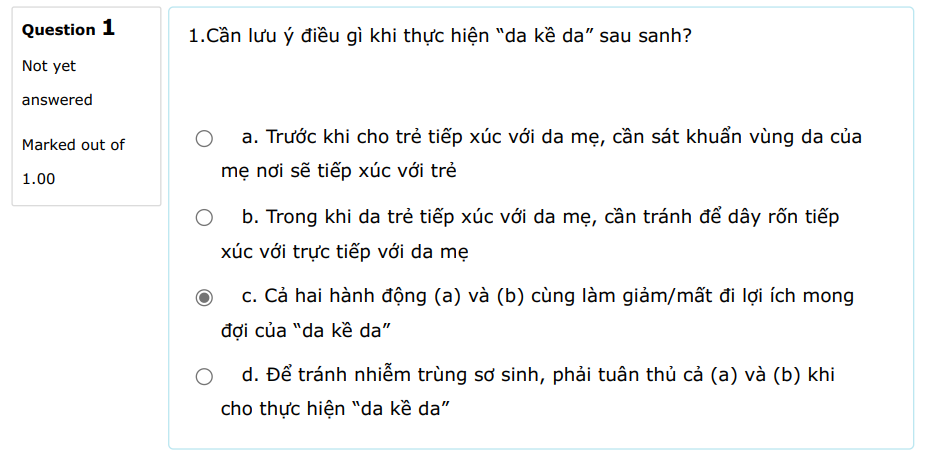 Question 1
Not yet
answered
Marked out of
1.00
1.Cần lưu ý điều gì khi thực hiện “da kề da” sau sanh?
a. Trước khi cho trẻ tiếp xúc với da mẹ, cần sát khuẩn vùng da của
mẹ nơi sẽ tiếp xúc với trẻ
b. Trong khi da trẻ tiếp xúc với da mẹ, cần tránh để dây rốn tiếp
xúc với trực tiếp với da mẹ
c. Cả hai hành động (a) và (b) cùng làm giảm/mất đi lợi ích mong
đợi của “da kề da”
d. Để tránh nhiễm trùng sơ sinh, phải tuân thủ cả (a) và (b) khi
cho thực hiện “da kề da”